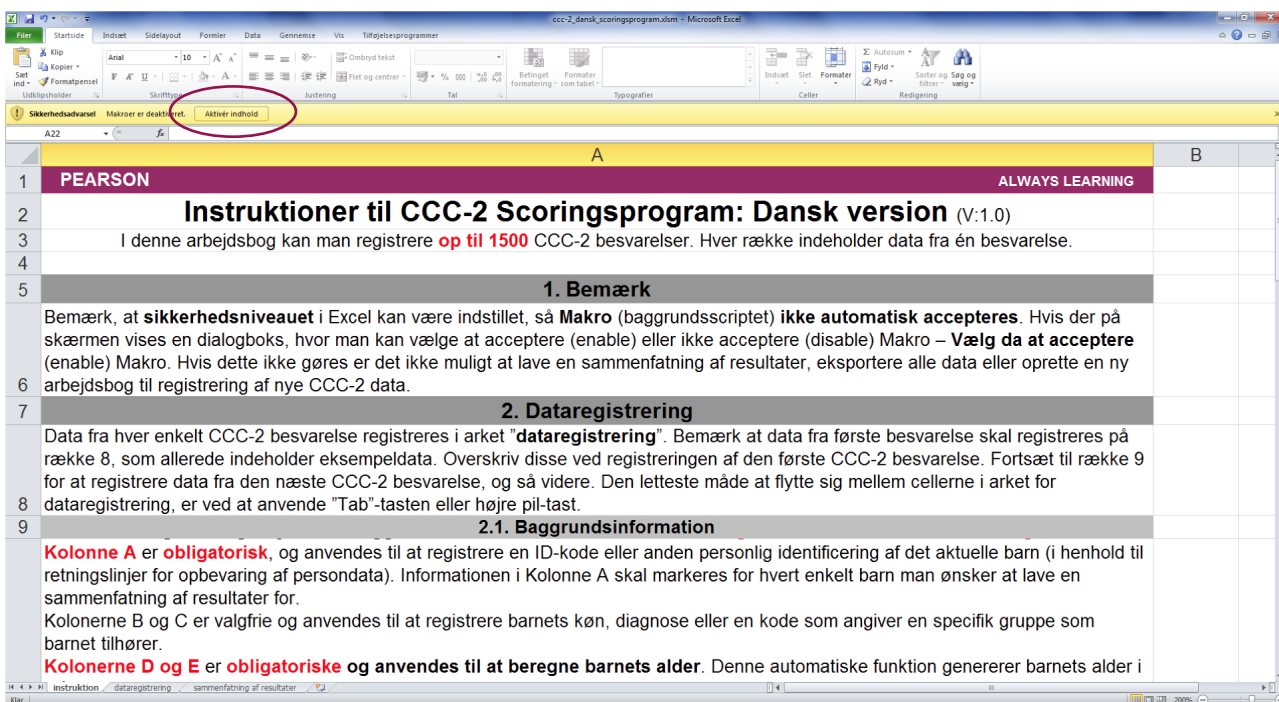 ccc-2_dansk_scoringsprogram.xlsm - Microsoft Excel
Filer Startside Indsæt Sidelayout Formler Data Gennemse Vis Tilføjelsesprogrammer
Klip
Kopier
Formatpensel
Sæt ind
Udklipsholder
Arial 10
F K U
Skrifttype
Ombryd tekst
Flet og centrer
Justering
% 000
Tal
Betinget formatering
Formater som tabel
Typografier
Indsæt Slet Formater
Celler
Σ Autosum
Fyld
Ryd
Sorter og filtrer
Søg og vælg
Redigering
Sikkerhedsadvarsel Makroer er deaktiveret. Aktivér indhold
A22 fx
A B
1 PEARSON ALWAYS LEARNING
2 Instruktioner til CCC-2 Scoringsprogram: Dansk version (V:1.0)
3 I denne arbejdsbog kan man registrere op til 1500 CCC-2 besvarelser. Hver række indeholder data fra én besvarelse.
4
5 1. Bemærk
Bemærk, at sikkerhedsniveauet i Excel kan være indstillet, så Makro (baggrundsscriptet) ikke automatisk accepteres. Hvis der på
skærmen vises en dialogboks, hvor man kan vælge at acceptere (enable) eller ikke acceptere (disable) Makro – Vælg da at acceptere
(enable) Makro. Hvis dette ikke gøres er det ikke muligt at lave en sammenfatning af resultater, eksportere alle data eller oprette en ny
6 arbejdsbog til registrering af nye CCC-2 data.
7 2. Dataregistrering
Data fra hver enkelt CCC-2 besvarelse registreres i arket ”dataregistrering”. Bemærk at data fra første besvarelse skal registreres på
række 8, som allerede indeholder eksempeldata. Overskriv disse ved registreringen af den første CCC-2 besvarelse. Fortsæt til række 9
for at registrere data fra den næste CCC-2 besvarelse, og så videre. Den letteste måde at flytte sig mellem cellerne i arket for
8 dataregistrering, er ved at anvende ”Tab”-tasten eller højre pil-tast.
9 2.1. Baggrundsinformation
Kolonne A er obligatorisk, og anvendes til at registrere en ID-kode eller anden personlig identificering af det aktuelle barn (i henhold til
retningslinjer for opbevaring af persondata). Informationen i Kolonne A skal markeres for hvert enkelt barn man ønsker at lave en
sammenfatning af resultater for.
Kolonerne B og C er valgfrie og anvendes til at registrere barnets køn, diagnose eller en kode som angiver en specifik gruppe som
barnet tilhører.
Kolonerne D og E er obligatoriske og anvendes til at beregne barnets alder. Denne automatiske funktion genererer barnets alder i
instruktion dataregistrering sammenfatning af resultater
Klar 200%